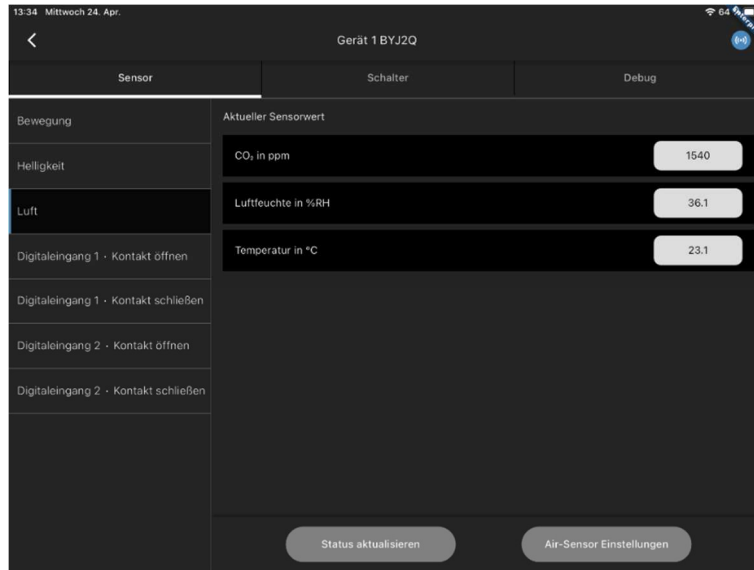 13:34 Mittwoch 24. Apr.
64
Gerät 1 BYJ2Q
Sensor
Schalter
Debug
Bewegung
Helligkeit
Luft
Digitaleingang 1 · Kontakt öffnen
Digitaleingang 1 · Kontakt schließen
Digitaleingang 2 · Kontakt öffnen
Digitaleingang 2 · Kontakt schließen
Aktueller Sensorwert
CO₂ in ppm 1540
Luftfeuchte in %RH 36.1
Temperatur in °C 23.1
Status aktualisieren
Air-Sensor Einstellungen